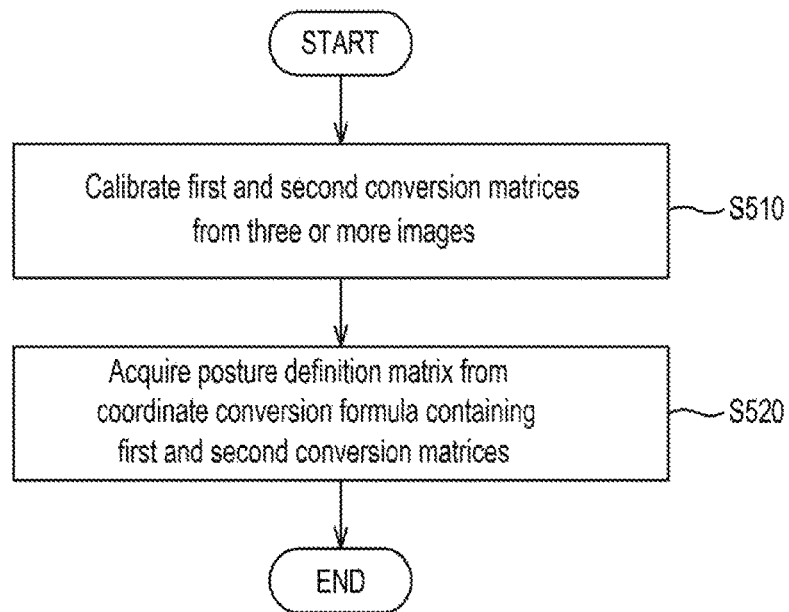 START
Calibrate first and second conversion matrices
from three or more images
S510
Acquire posture definition matrix from
coordinate conversion formula containing
first and second conversion matrices
S520
END